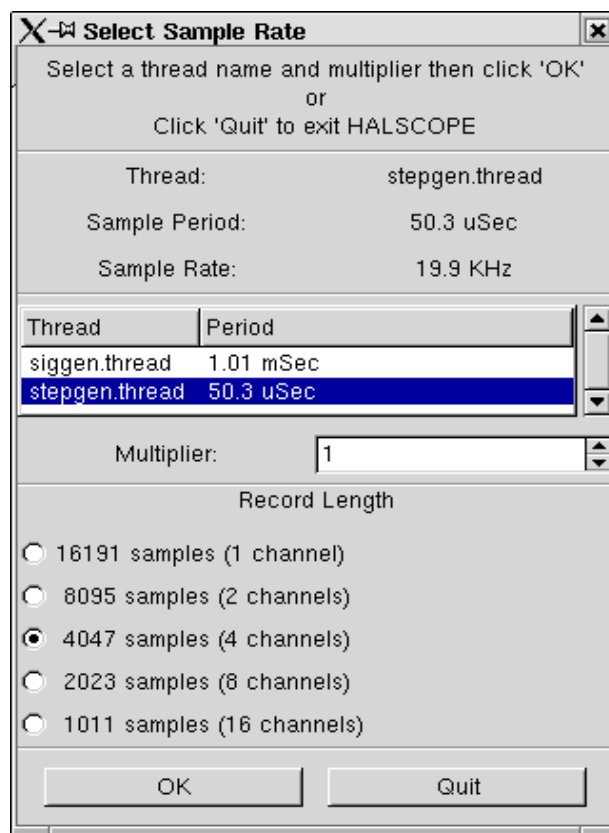 Select Sample Rate
Select a thread name and multiplier then click 'OK'
or
Click 'Quit' to exit HALSCOPE
Thread: stepgen.thread
Sample Period: 50.3 uSec
Sample Rate: 19.9 KHz
Thread Period
siggen.thread 1.01 mSec
stepgen.thread 50.3 uSec
Multiplier: 1
Record Length
16191 samples (1 channel)
8095 samples (2 channels)
4047 samples (4 channels)
2023 samples (8 channels)
1011 samples (16 channels)
OK Quit